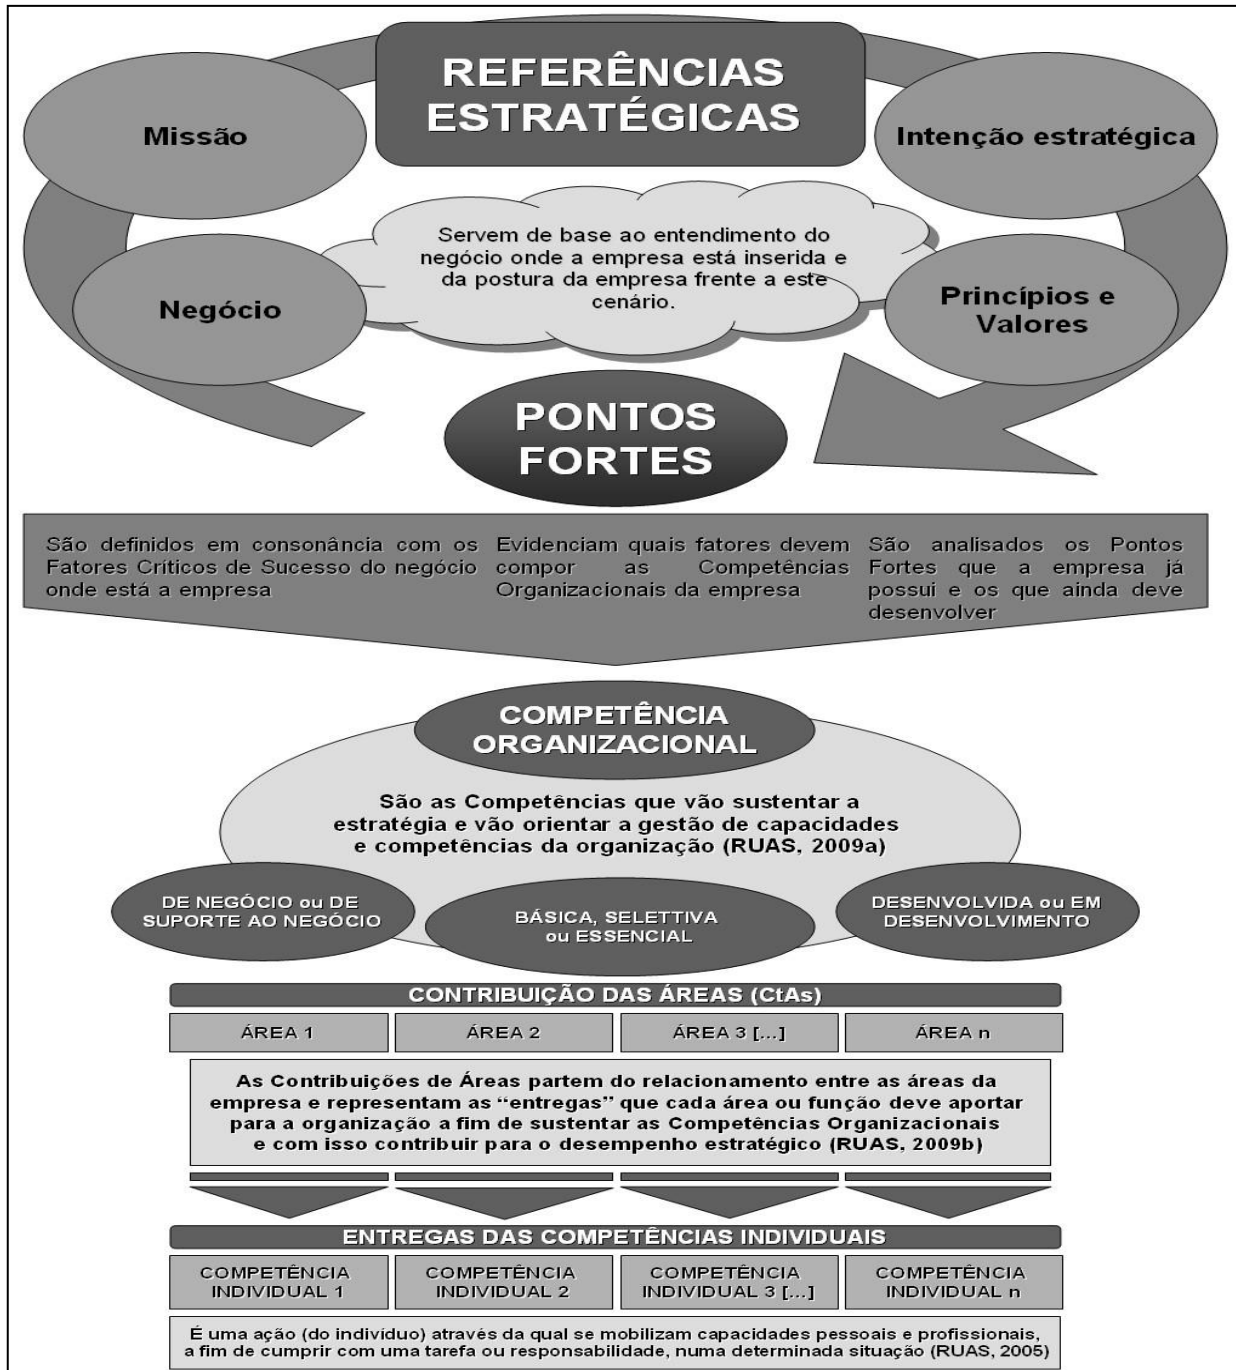 REFERÊNCIAS
ESTRATÉGICAS
Missão
Intenção estratégica
Servem de base ao entendimento do
negócio onde a empresa está inserida e
da postura da empresa frente a este
cenário.
Negócio
Princípios e
Valores
PONTOS
FORTES
São definidos em consonância com os
Fatores Críticos de Sucesso do negócio
onde está a empresa
Evidenciam quais fatores devem
compor as Competências
Organizacionais da empresa
São analisados os Pontos
Fortes que a empresa já
possui e os que ainda deve
desenvolver
COMPETÊNCIA
ORGANIZACIONAL
São as Competências que vão sustentar a
estratégia e vão orientar a gestão de capacidades
e competências da organização (RUAS, 2009a)
DE NEGÓCIO ou DE
SUPORTE AO NEGÓCIO
BÁSICA, SELETTIVA
ou ESSENCIAL
DESENVOLVIDA ou EM
DESENVOLVIMENTO
CONTRIBUIÇÃO DAS ÁREAS (CtAs)
ÁREA 1
ÁREA 2
ÁREA 3 [...]
ÁREA n
As Contribuições de Áreas partem do relacionamento entre as áreas da
empresa e representam as “entregas” que cada área ou função deve aportar
para a organização a fim de sustentar as Competências Organizacionais
e com isso contribuir para o desempenho estratégico (RUAS, 2009b)
ENTREGAS DAS COMPETÊNCIAS INDIVIDUAIS
COMPETÊNCIA
INDIVIDUAL 1
COMPETÊNCIA
INDIVIDUAL 2
COMPETÊNCIA
INDIVIDUAL 3 [...]
COMPETÊNCIA
INDIVIDUAL n
É uma ação (do indivíduo) através da qual se mobilizam capacidades pessoais e profissionais,
a fim de cumprir com uma tarefa ou responsabilidade, numa determinada situação (RUAS, 2005)